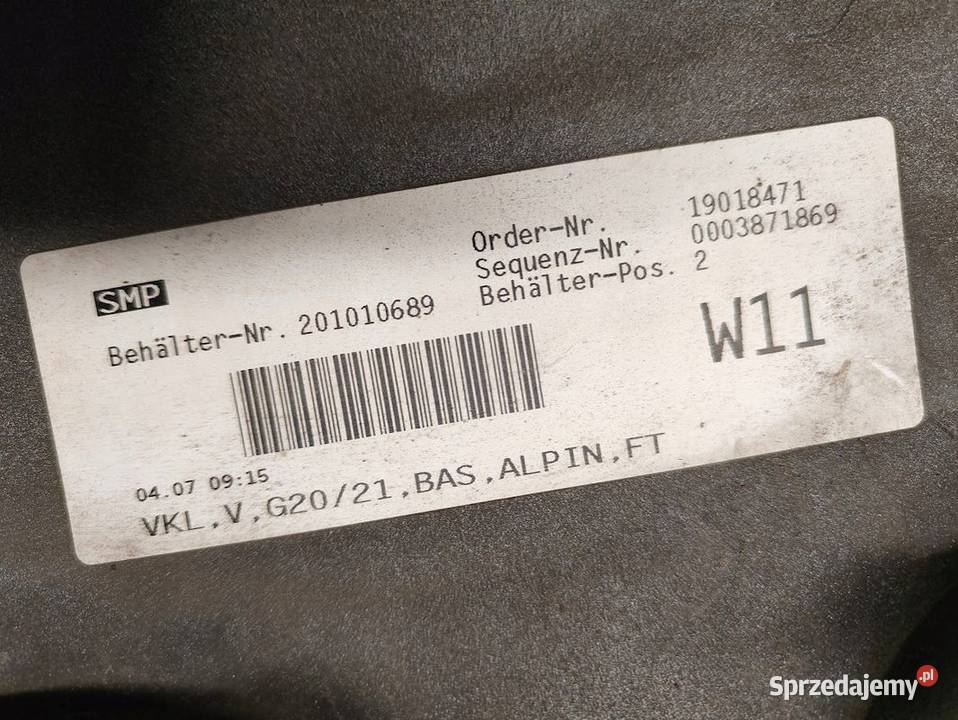 SMP
Order-Nr. 19018471
Sequenz-Nr. 0003871869
Behälter-Nr. 201010689 Behälter-Pos. 2
W11
04.07 09:15
VKL,V,G20/21,BAS,ALPIN,FT
Sprzedajemy.pl